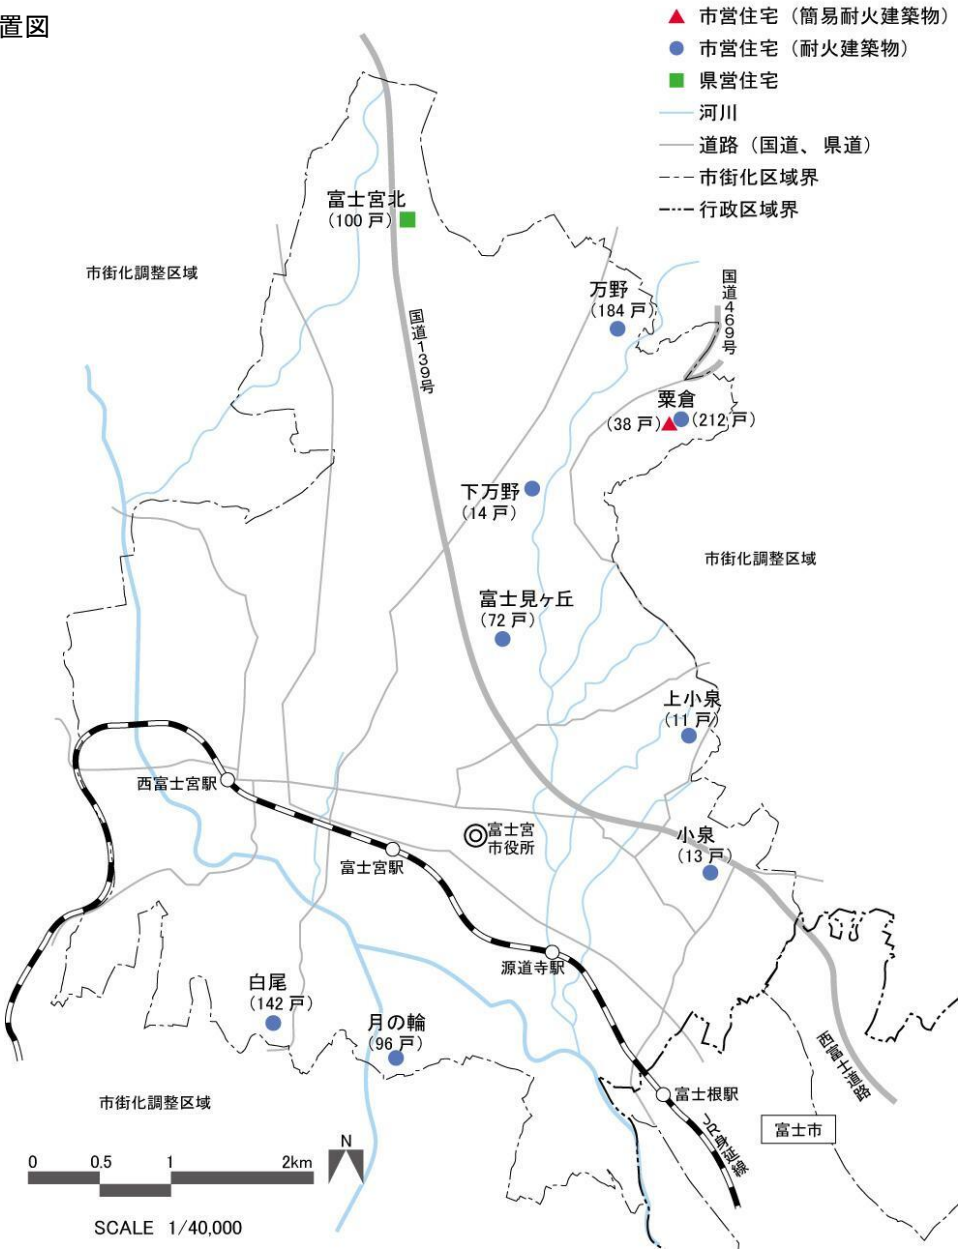 置図
市営住宅（簡易耐火建築物）
市営住宅（耐火建築物）
県営住宅
河川
道路（国道、県道）
市街化区域界
行政区域界
富士宮北
（100 戸）
市街化調整区域
国道139号
万野
（184 戸）
国道469号
粟倉
（38 戸）
（212 戸）
下万野
（14 戸）
市街化調整区域
富士見ヶ丘
（72 戸）
上小泉
（11 戸）
西富士宮駅
富士宮
市役所
富士宮駅
小泉
（13 戸）
源道寺駅
白尾
（142 戸）
月の輪
（96 戸）
西富士道路
富士根駅
市街化調整区域
富士市
JR身延線
N
0 0.5 1 2km
SCALE 1/40,000